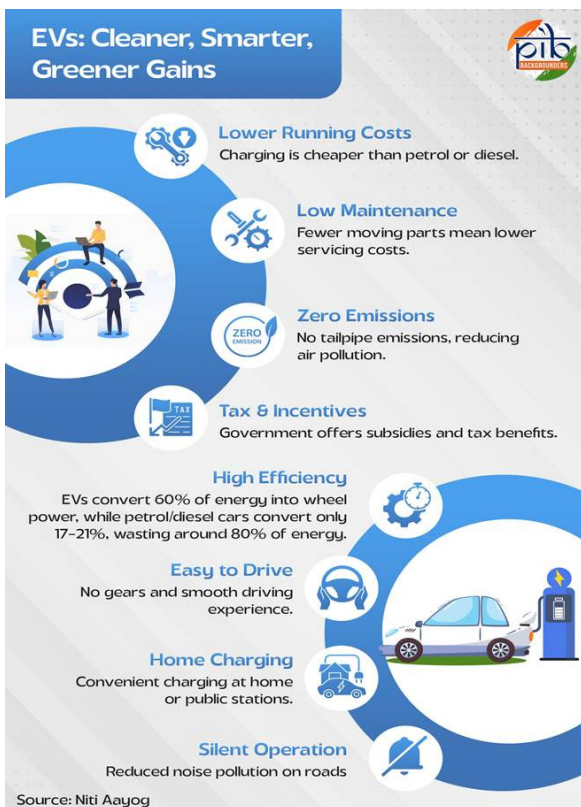 EVs: Cleaner, Smarter,
Greener Gains
pib
BACKGROUNDERS
Lower Running Costs
Charging is cheaper than petrol or diesel.
Low Maintenance
Fewer moving parts mean lower
servicing costs.
ZERO
EMISSION
Zero Emissions
No tailpipe emissions, reducing
air pollution.
TAX
Tax & Incentives
Government offers subsidies and tax benefits.
High Efficiency
EVs convert 60% of energy into wheel
power, while petrol/diesel cars convert only
17-21%, wasting around 80% of energy.
Easy to Drive
No gears and smooth driving
experience.
Home Charging
Convenient charging at home
or public stations.
Silent Operation
Reduced noise pollution on roads
Source: Niti Aayog